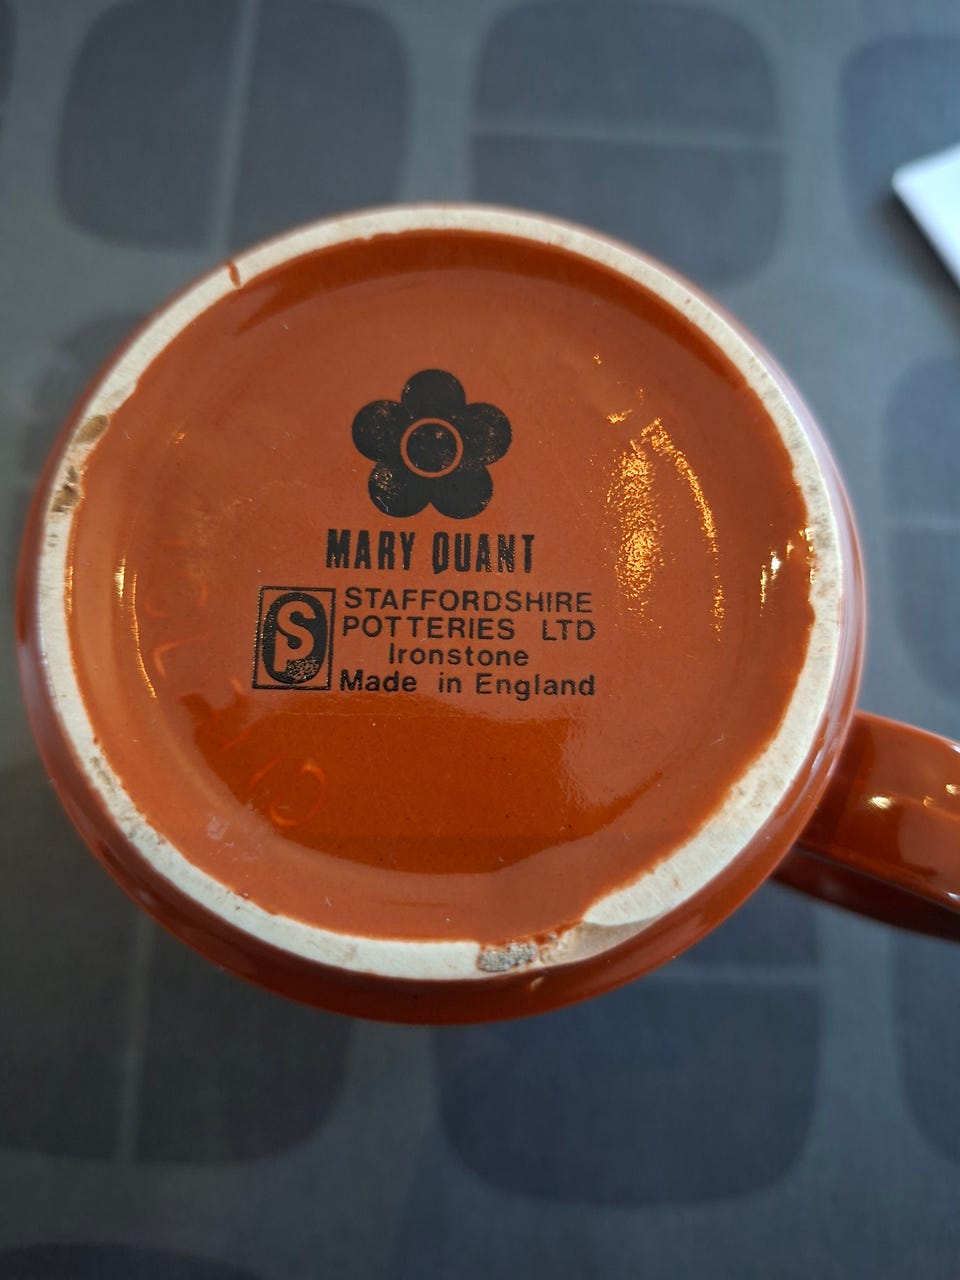 MARY QUANT
STAFFORDSHIRE
POTTERIES LTD
Ironstone
Made in England